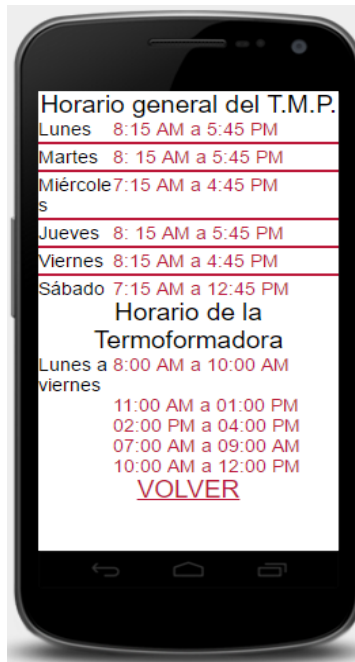 Horario general del T.M.P.
Lunes 8:15 AM a 5:45 PM
Martes 8: 15 AM a 5:45 PM
Miércole 7:15 AM a 4:45 PM
s
Jueves 8: 15 AM a 5:45 PM
Viernes 8:15 AM a 4:45 PM
Sábado 7:15 AM a 12:45 PM
Horario de la
Termoformadora
Lunes a 8:00 AM a 10:00 AM
viernes
11:00 AM a 01:00 PM
02:00 PM a 04:00 PM
07:00 AM a 09:00 AM
10:00 AM a 12:00 PM
VOLVER